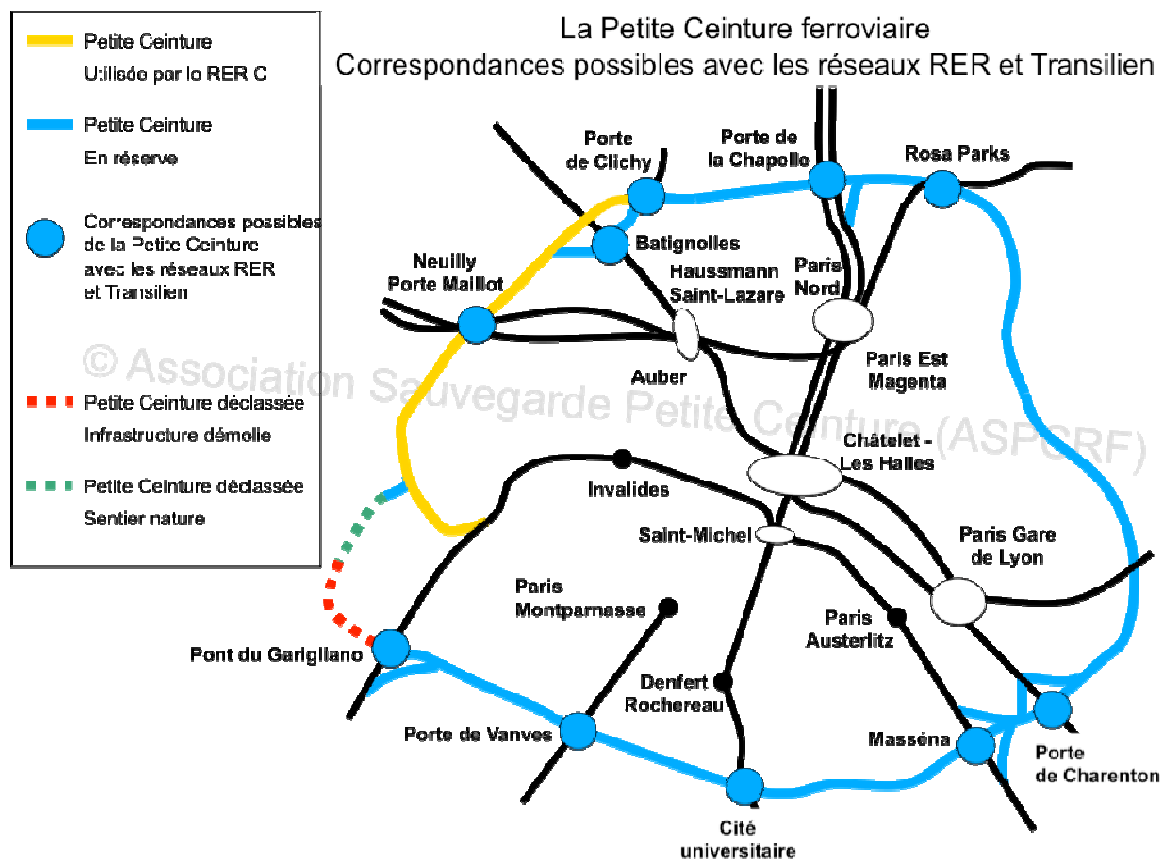 La Petite Ceinture ferroviaire
Correspondances possibles avec les réseaux RER et Transilien
Petite Ceinture
Utilisée par le RER C
Petite Ceinture
En réserve
Correspondances possibles
de la Petite Ceinture
avec les réseaux RER
et Transilien
Petite Ceinture déclassée
Infrastructure démolie
Petite Ceinture déclassée
Sentier nature
Porte
de Clichy
Porte de
la Chapelle
Rosa Parks
Batignolles
Neuilly
Porte Maillot
Haussmann
Saint-Lazare
Paris
Nord
Auber
Paris Est
Magenta
© Association Sauvegarde Petite Ceinture (ASPCRF)
Châtelet -
Les Halles
Invalides
Saint-Michel
Paris Gare
de Lyon
Paris
Montparnasse
Paris
Austerlitz
Pont du Garigliano
Denfert
Rochereau
Porte de Vanves
Masséna
Porte
de Charenton
Cité
universitaire